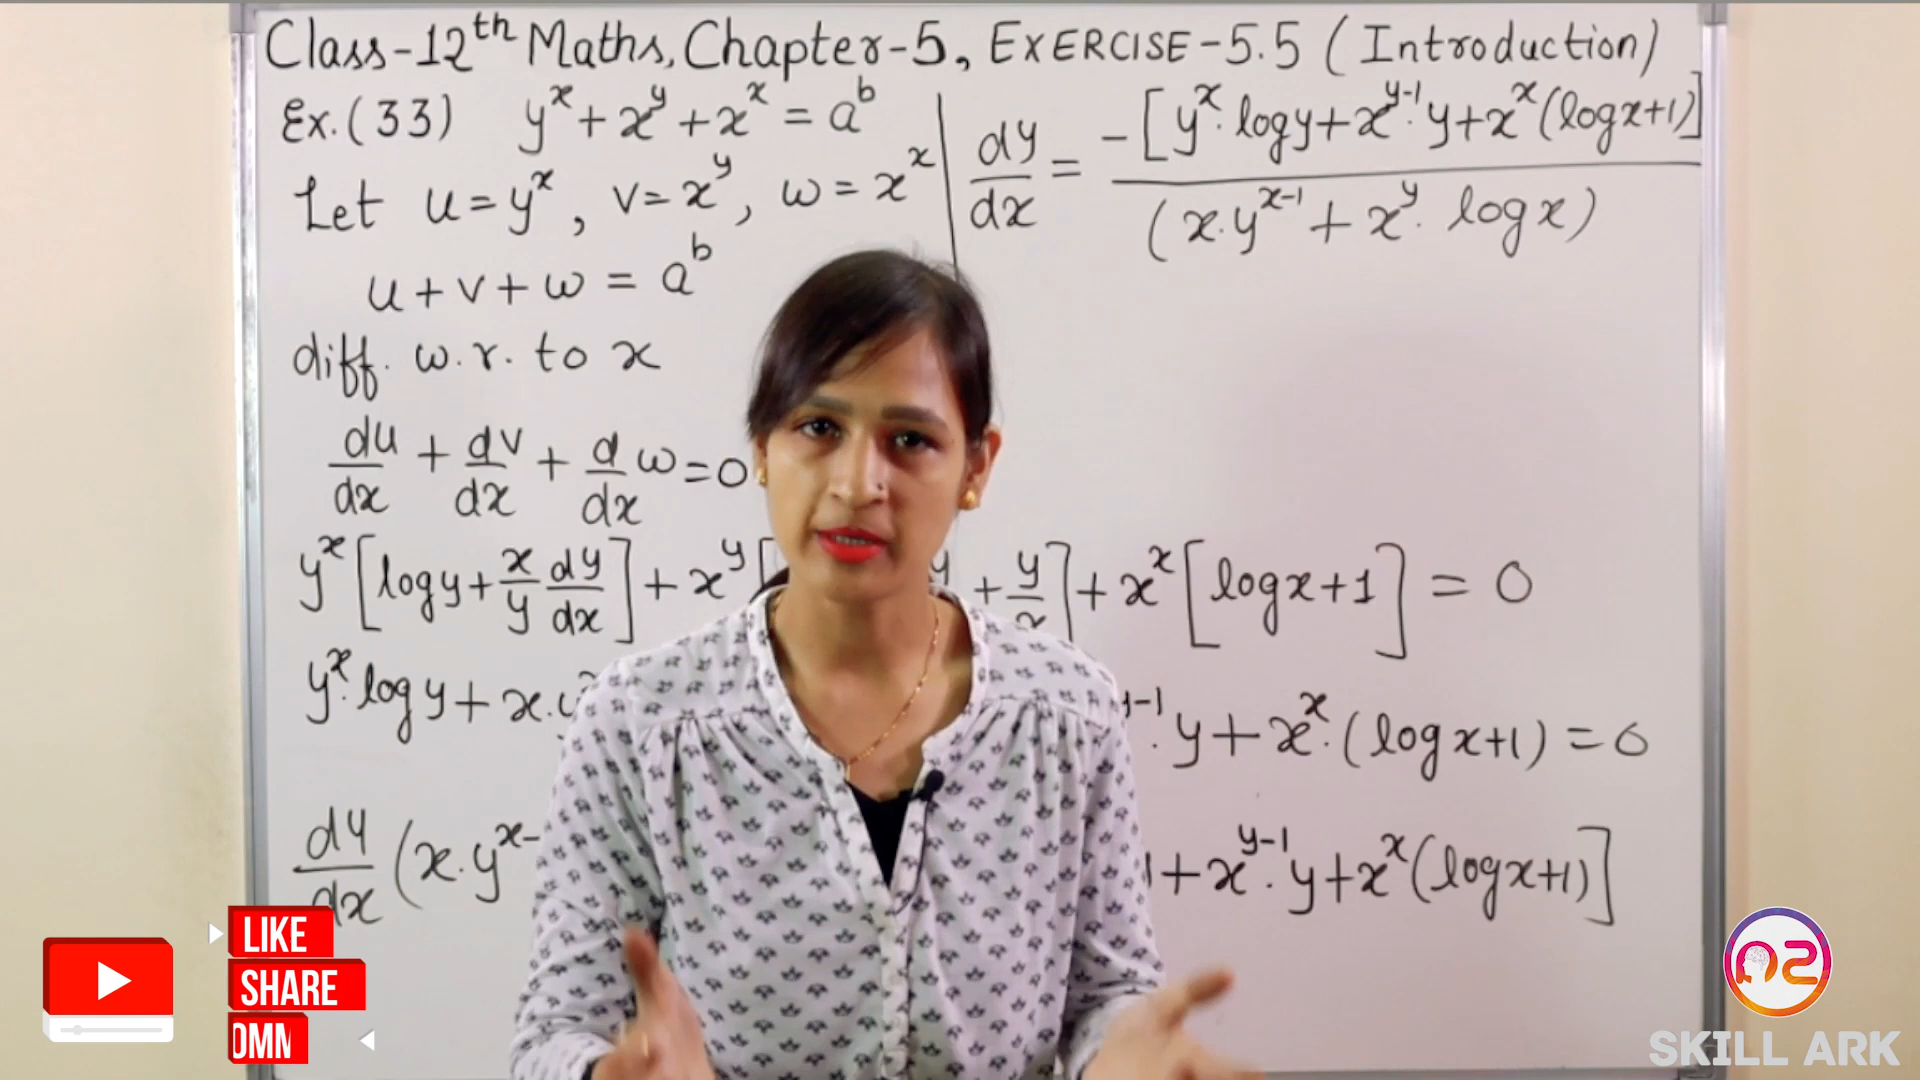 Class-12th Maths, Chapter-5, EXERCISE-5.5 (Introduction)
Ex.(33) y^x + x^y + x^x = a^b
Let u = y^x, v = x^y, w = x^x
u + v + w = a^b
diff. w.r. to x
du/dx + dv/dx + d/dx w = 0
y^x [log y + x/y dy/dx] + x^y [ y + y/x] + x^x [log x + 1] = 0
y^x . log y + x . y y-1 . y + x^x . (log x + 1) = 0
dy/dx (x . y^x- + x^y-1 . y + x^x (log x + 1)]
dy/dx = -[y^x . log y + x^y-1 . y + x^x (log x + 1)] / (x . y^x-1 + x^y . log x)
LIKE
SHARE
OMN
SKILL ARK